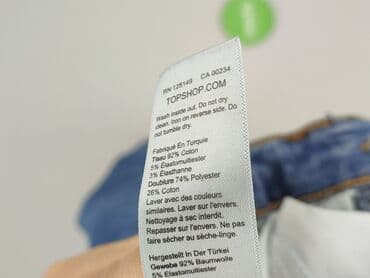 RN 125149 CA 00234
TOPSHOP.COM
Wash inside out. Do not dry
clean. Iron on reverse side. Do
not tumble dry.
Fabriqué En Turquie
Tissu 92% Coton
5% Élastomultiester
3% Élasthanne
Doublure 74% Polyester
26% Coton
Laver avec des couleurs
similaires. Laver sur l'envers.
Nettoyage à sec interdit.
Repasser sur l'envers. Ne pas
faire sécher au sèche-linge.
Hergestellt In Der Türkei
Gewebe 92% Baumwolle
5% Elastomultiester